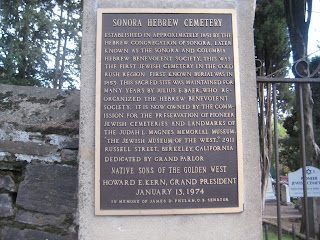 SONORA HEBREW CEMETERY
ESTABLISHED IN APPROXIMATELY 1851 BY THE
HEBREW CONGREGATION OF SONORA, LATER
KNOWN AS THE SONORA AND COLUMBIA
HEBREW BENEVOLENT SOCIETY, THIS WAS
THE FIRST JEWISH CEMETERY IN THE GOLD
RUSH REGION. FIRST KNOWN BURIAL WAS IN
1853. THIS SACRED SITE WAS MAINTAINED FOR
MANY YEARS BY JULIUS E. BAER, WHO RE-
ORGANIZED THE HEBREW BENEVOLENT
SOCIETY. IT IS NOW OWNED BY THE COMM-
ISSION FOR THE PRESERVATION OF PIONEER
JEWISH CEMETERIES AND LANDMARKS OF
THE JUDAH L. MAGNES MEMORIAL MUSEUM,
"THE JEWISH MUSEUM OF THE WEST," 2911
RUSSELL STREET, BERKELEY, CALIFORNIA
DEDICATED BY GRAND PARLOR
NATIVE SONS OF THE GOLDEN WEST
HOWARD E. KERN, GRAND PRESIDENT
JANUARY 13, 1974
IN MEMORY OF JAMES D. PHELAN, U.S. SENATOR
PIONEER
JEWISH CEMETERY